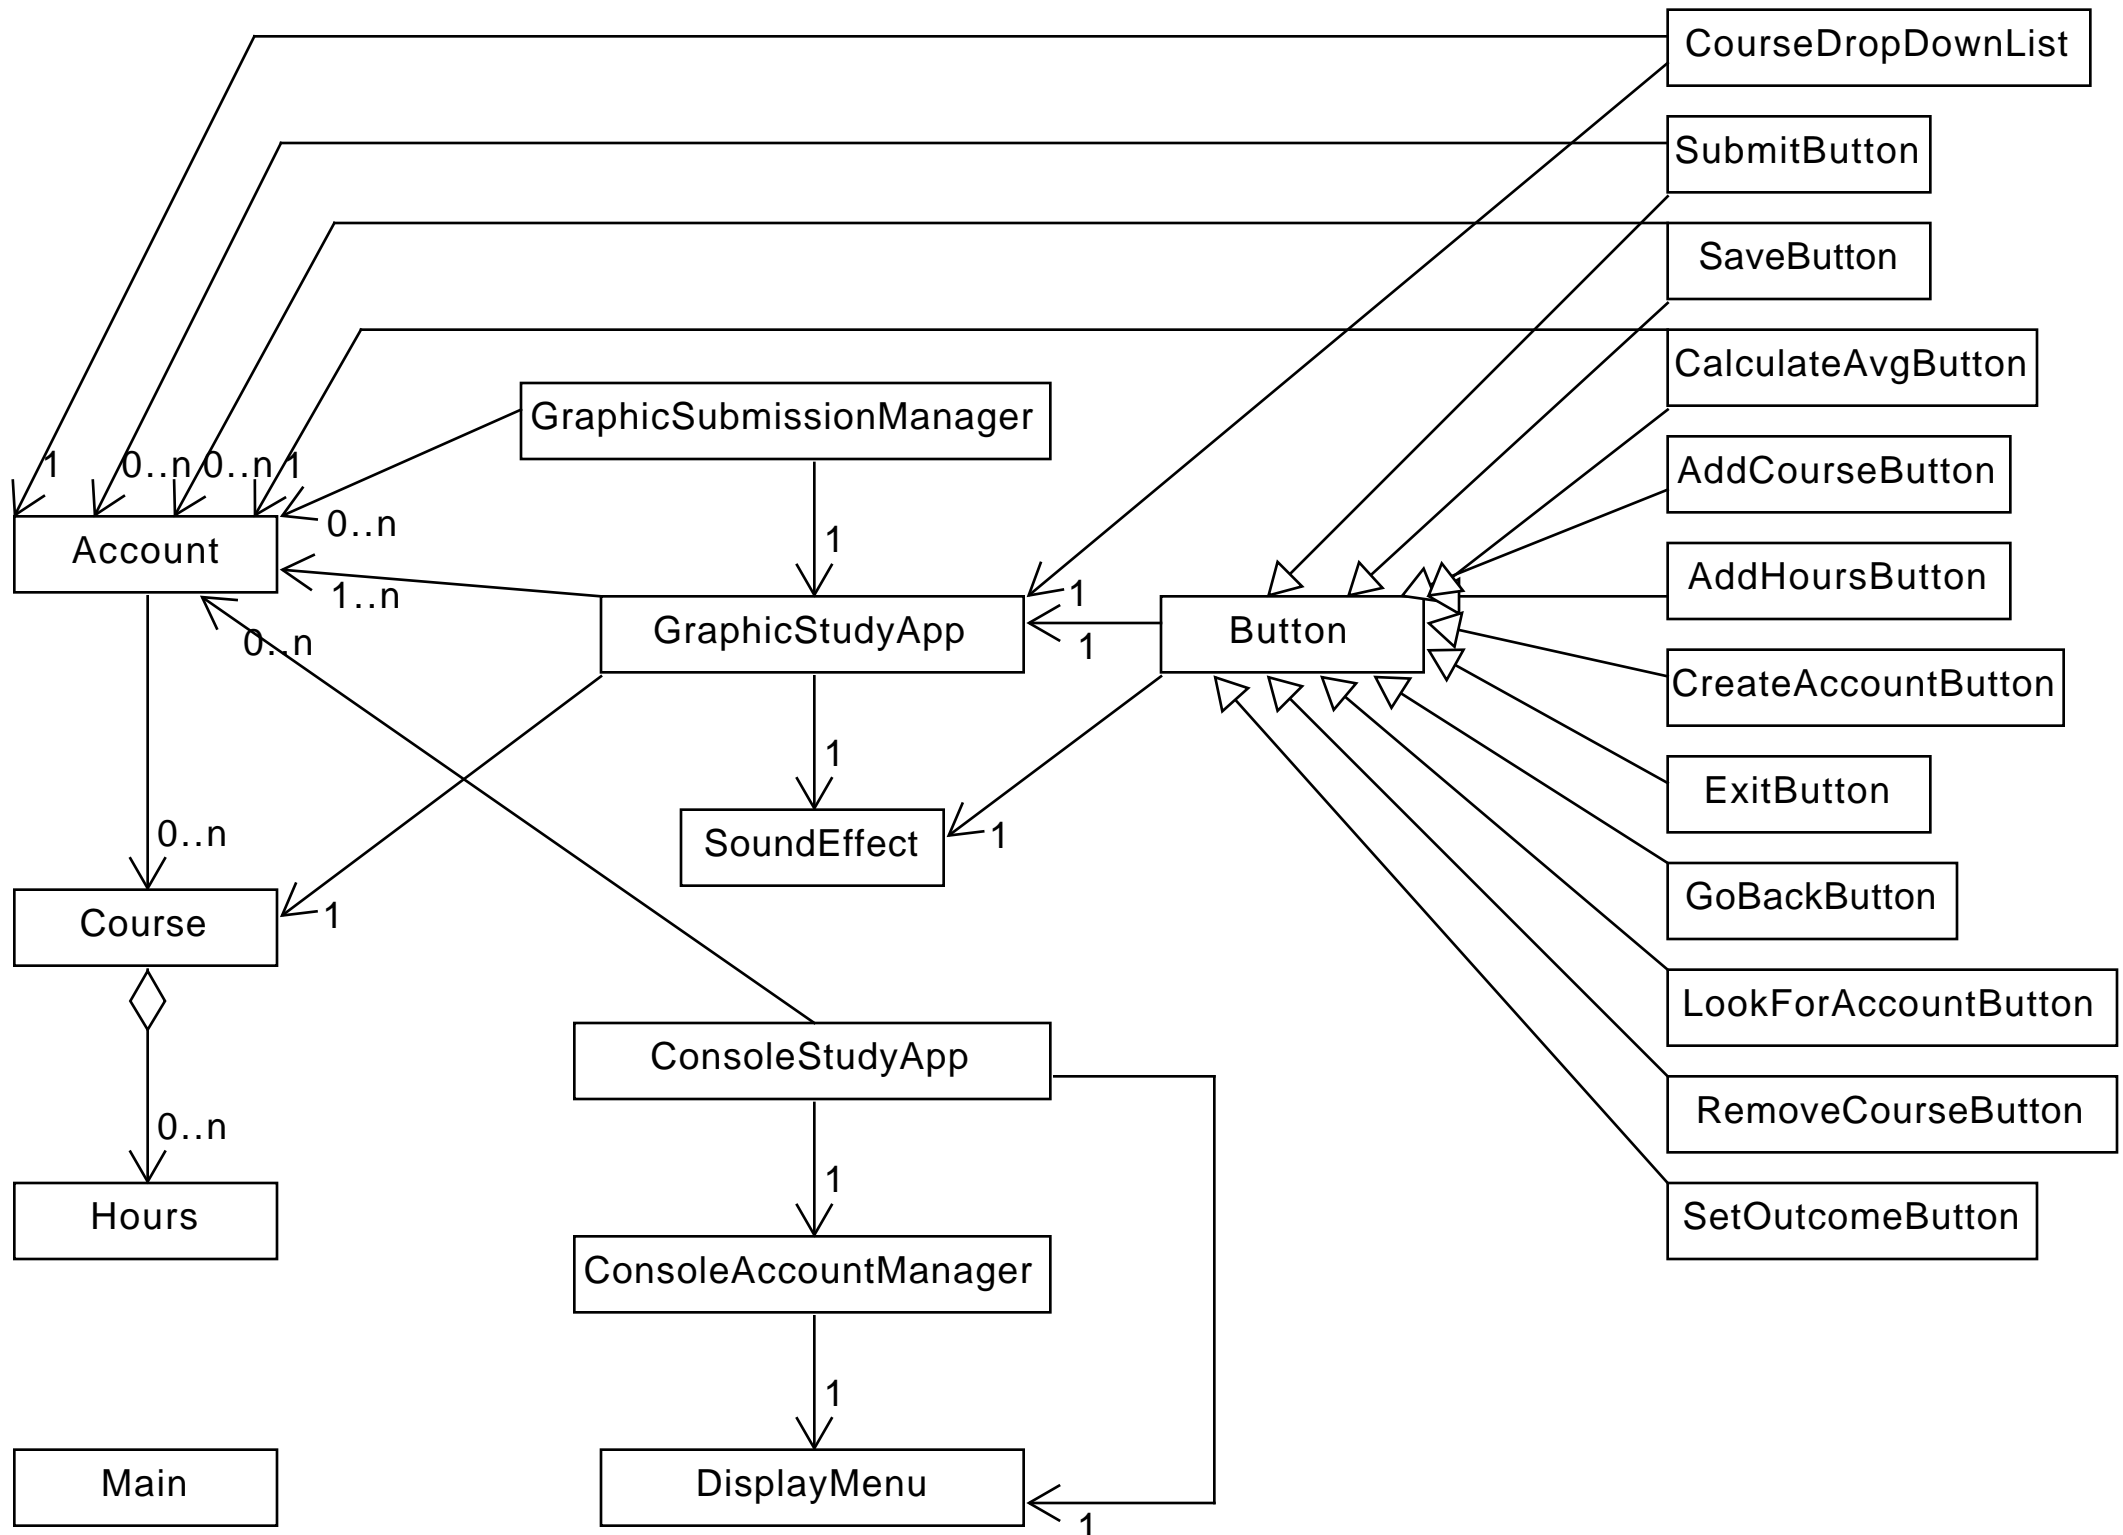 CourseDropDownList
SubmitButton
SaveButton
CalculateAvgButton
GraphicSubmissionManager
1
0..n
0..n
1
AddCourseButton
0..n
1
Account
AddHoursButton
1..n
1
GraphicStudyApp
Button
0..n
1
CreateAccountButton
1
ExitButton
0..n
SoundEffect
1
GoBackButton
Course
1
LookForAccountButton
ConsoleStudyApp
RemoveCourseButton
0..n
1
Hours
SetOutcomeButton
ConsoleAccountManager
1
Main
DisplayMenu
1